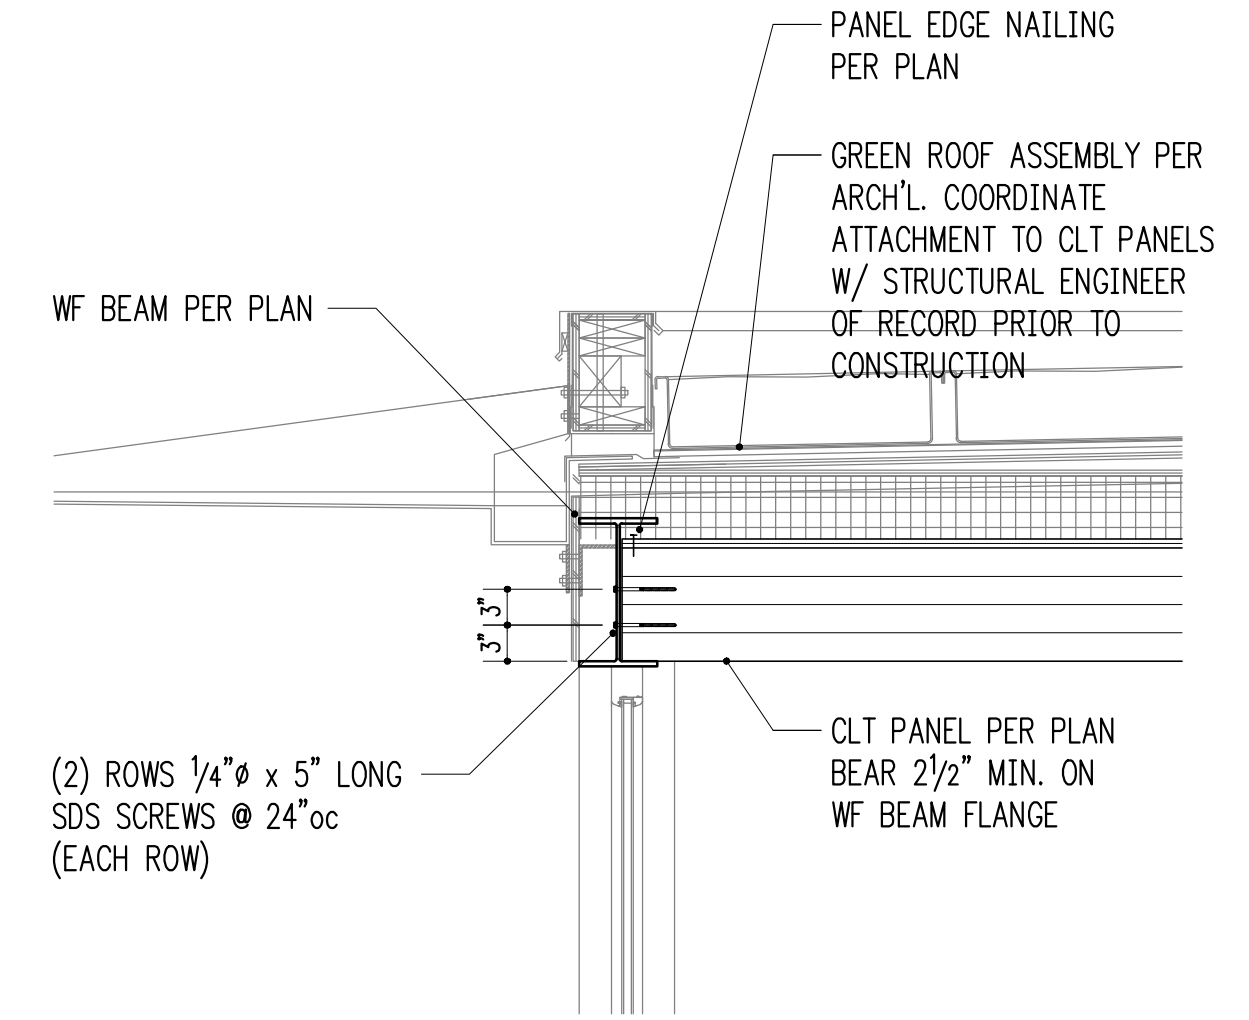 PANEL EDGE NAILING
PER PLAN
GREEN ROOF ASSEMBLY PER
ARCH'L. COORDINATE
ATTACHMENT TO CLT PANELS
W/ STRUCTURAL ENGINEER
OF RECORD PRIOR TO
CONSTRUCTION
WF BEAM PER PLAN
3"
3"
(2) ROWS 1/4"ø x 5" LONG
SDS SCREWS @ 24"oc
(EACH ROW)
CLT PANEL PER PLAN
BEAR 2 1/2" MIN. ON
WF BEAM FLANGE